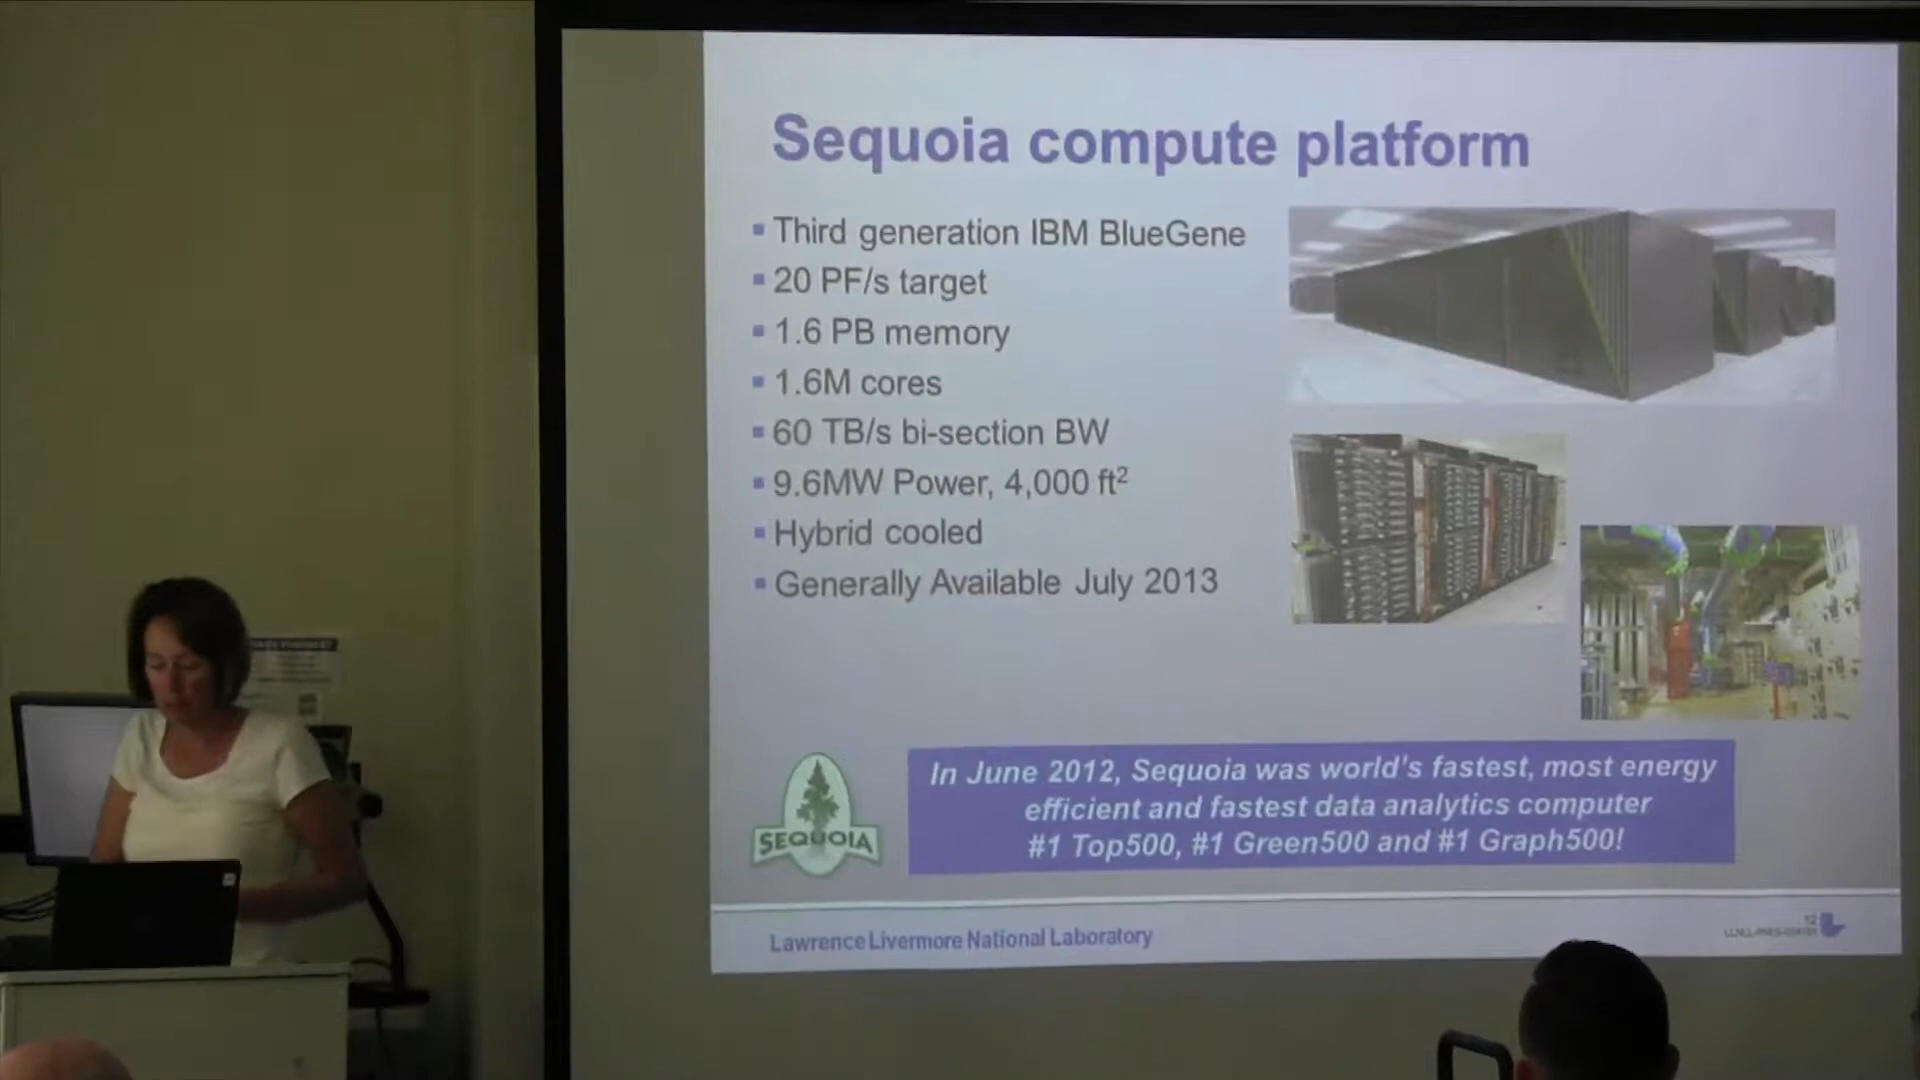 Sequoia compute platform
▪ Third generation IBM BlueGene
▪ 20 PF/s target
▪ 1.6 PB memory
▪ 1.6M cores
▪ 60 TB/s bi-section BW
▪ 9.6MW Power, 4,000 ft²
▪ Hybrid cooled
▪ Generally Available July 2013
SEQUOIA
In June 2012, Sequoia was world's fastest, most energy
efficient and fastest data analytics computer
#1 Top500, #1 Green500 and #1 Graph500!
Lawrence Livermore National Laboratory
12